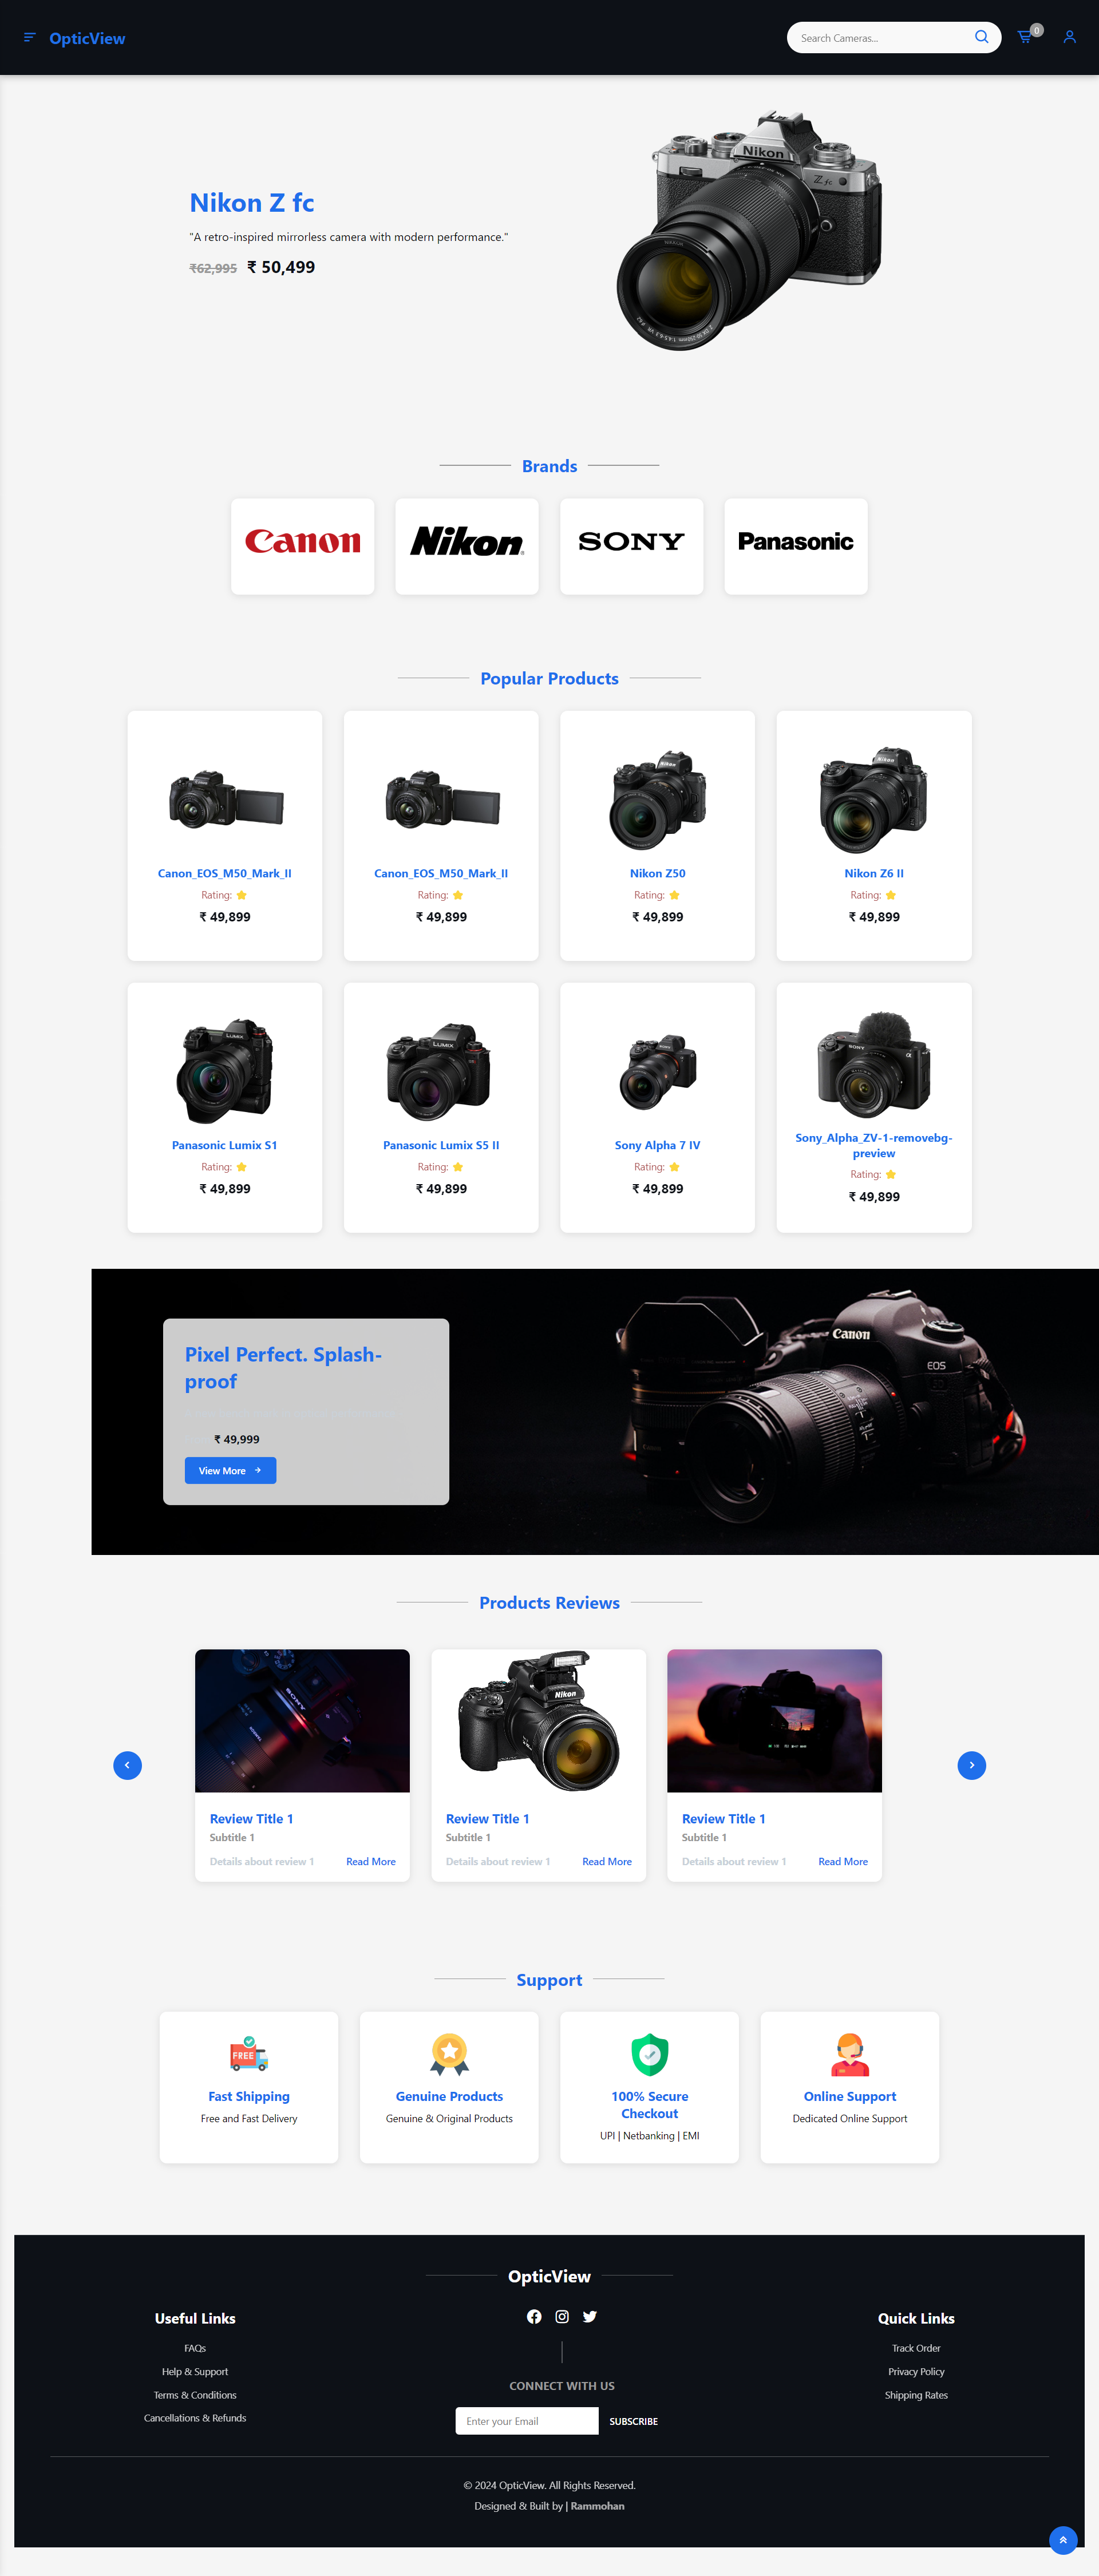 OpticView
Search Cameras...
0
Nikon Z fc
"A retro-inspired mirrorless camera with modern performance."
₹62,995 ₹ 50,499
Nikon
Z fc
Brands
Canon
Nikon
SONY
Panasonic
Popular Products
Canon_EOS_M50_Mark_II
Rating:
₹ 49,899
Canon_EOS_M50_Mark_II
Rating:
₹ 49,899
Nikon Z50
Rating:
₹ 49,899
Nikon Z6 II
Rating:
₹ 49,899
Panasonic Lumix S1
Rating:
₹ 49,899
Panasonic Lumix S5 II
Rating:
₹ 49,899
Sony Alpha 7 IV
Rating:
₹ 49,899
Sony_Alpha_ZV-1-removebg-
preview
Rating:
₹ 49,899
Pixel Perfect. Splash-
proof
₹ 49,999
View More
Canon
EOS
Products Reviews
SONY
Review Title 1
Subtitle 1
Details about review 1 Read More
Nikon
Review Title 1
Subtitle 1
Details about review 1 Read More
Review Title 1
Subtitle 1
Details about review 1 Read More
Support
FREE
Fast Shipping
Free and Fast Delivery
Genuine Products
Genuine & Original Products
100% Secure
Checkout
UPI | Netbanking | EMI
Online Support
Dedicated Online Support
OpticView
Useful Links
FAQs
Help & Support
Terms & Conditions
Cancellations & Refunds
CONNECT WITH US
Enter your Email
SUBSCRIBE
Quick Links
Track Order
Privacy Policy
Shipping Rates
© 2024 OpticView. All Rights Reserved.
Designed & Built by | Rammohan